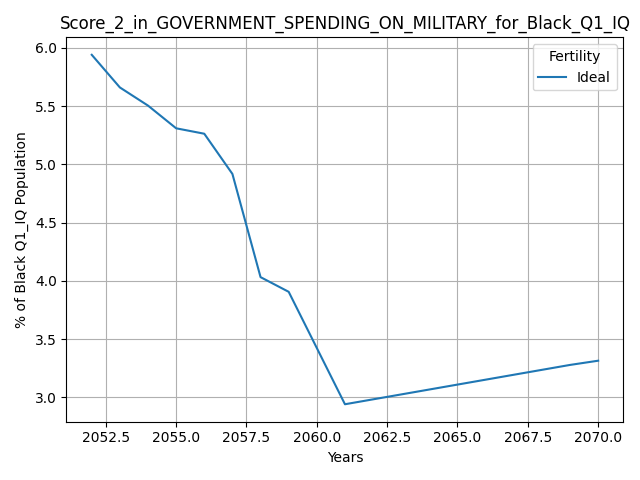 Score_2_in_GOVERNMENT_SPENDING_ON_MILITARY_for_Black_Q1_IQ
Fertility
Ideal
% of Black Q1_IQ Population
6.0
5.5
5.0
4.5
4.0
3.5
3.0
2052.5 2055.0 2057.5 2060.0 2062.5 2065.0 2067.5 2070.0
Years